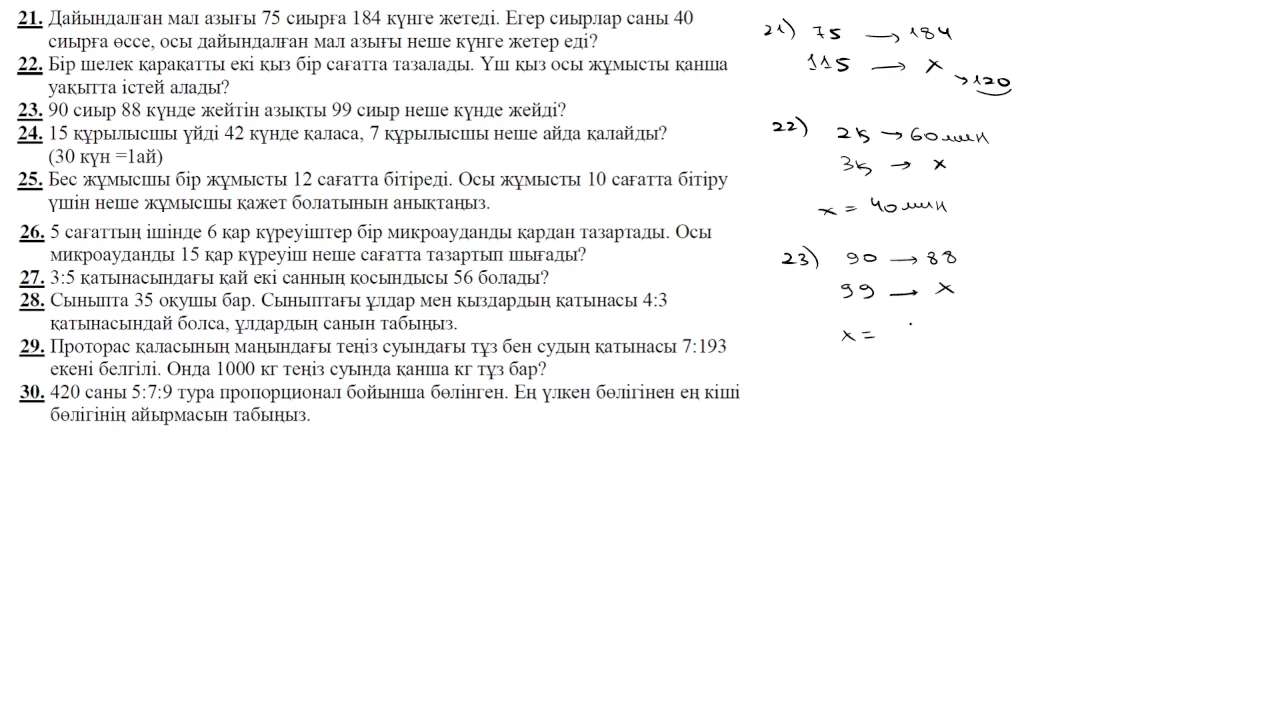 21. Дайындалған мал азығы 75 сиырға 184 күнге жетеді. Егер сиырлар саны 40
сиырға өссе, осы дайындалған мал азығы неше күнге жетер еді?
22. Бір шелек қарақатты екі қыз бір сағатта тазалады. Үш қыз осы жұмысты қанша
уақытта істей алады?
23. 90 сиыр 88 күнде жейтін азықты 99 сиыр неше күнде жейді?
24. 15 құрылысшы үйді 42 күнде қаласа, 7 құрылысшы неше айда қалайды?
(30 күн =1ай)
25. Бес жұмысшы бір жұмысты 12 сағатта бітіреді. Осы жұмысты 10 сағатта бітіру
үшін неше жұмысшы қажет болатынын анықтаңыз.
26. 5 сағаттың ішінде 6 қар күреуіштер бір микроауданды қардан тазартады. Осы
микроауданды 15 қар күреуіш неше сағатта тазартып шығады?
27. 3:5 қатынасындағы қай екі санның қосындысы 56 болады?
28. Сыныпта 35 оқушы бар. Сыныптағы ұлдар мен қыздардың қатынасы 4:3
қатынасындай болса, ұлдардың санын табыңыз.
29. Проторас қаласының маңындағы теңіз суындағы тұз бен судың қатынасы 7:193
екені белгілі. Онда 1000 кг теңіз суында қанша кг тұз бар?
30. 420 саны 5:7:9 тура пропорционал бойынша бөлінген. Ең үлкен бөлігінен ең кіші
бөлігінің айырмасын табыңыз.
21) 75 → 184
115 → x
→ 120
22) 2қ → 60 мин
3қ → x
x = 40 мин
23) 90 → 88
99 → x
x =